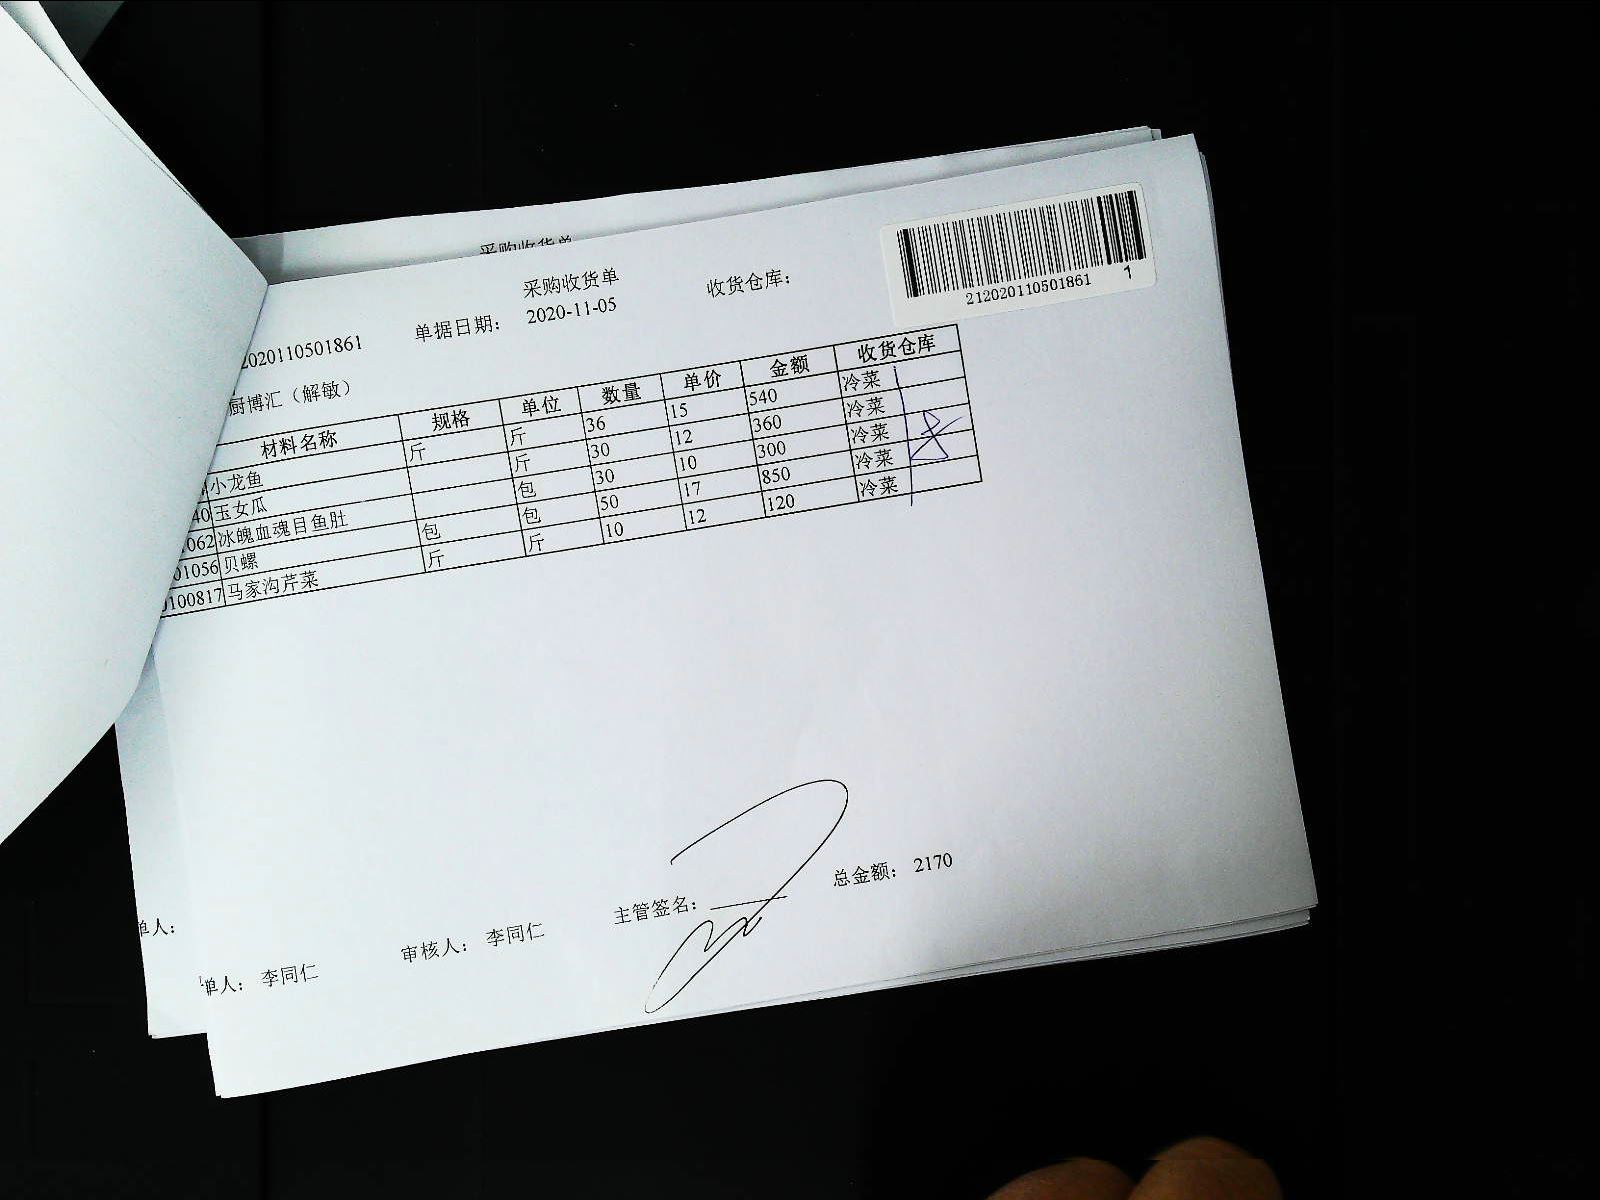 采购收货单
采购收货单 收货仓库：
212020110501861 1
2020110501861 单据日期： 2020-11-05
厨博汇（解敏）
材料名称 规格 单位 数量 单价 金额 收货仓库
小龙鱼 斤 斤 36 15 540 冷菜
40 玉女瓜 斤 30 12 360 冷菜
062 冰魄血魂目鱼肚 包 30 10 300 冷菜
01056 贝螺 包 包 50 17 850 冷菜
100817 马家沟芹菜 斤 斤 10 12 120 冷菜
总金额： 2170
主管签名：
审核人： 李同仁
单人： 李同仁
单人：